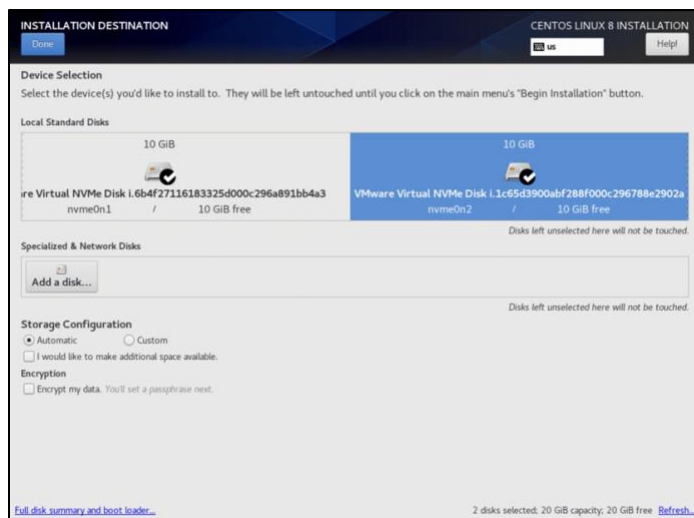 INSTALLATION DESTINATION
CENTOS LINUX 8 INSTALLATION
Done
us
Help!
Device Selection
Select the device(s) you'd like to install to. They will be left untouched until you click on the main menu's "Begin Installation" button.
Local Standard Disks
10 GiB
re Virtual NVMe Disk i.6b4f27116183325d000c296a891bb4a3
nvme0n1 / 10 GiB free
10 GiB
VMware Virtual NVMe Disk i.1c65d3900abf288f000c296788e2902a
nvme0n2 / 10 GiB free
Disks left unselected here will not be touched.
Specialized & Network Disks
Add a disk...
Disks left unselected here will not be touched.
Storage Configuration
Automatic Custom
I would like to make additional space available.
Encryption
Encrypt my data. You'll set a passphrase next.
Full disk summary and boot loader...
2 disks selected; 20 GiB capacity; 20 GiB free Refresh...